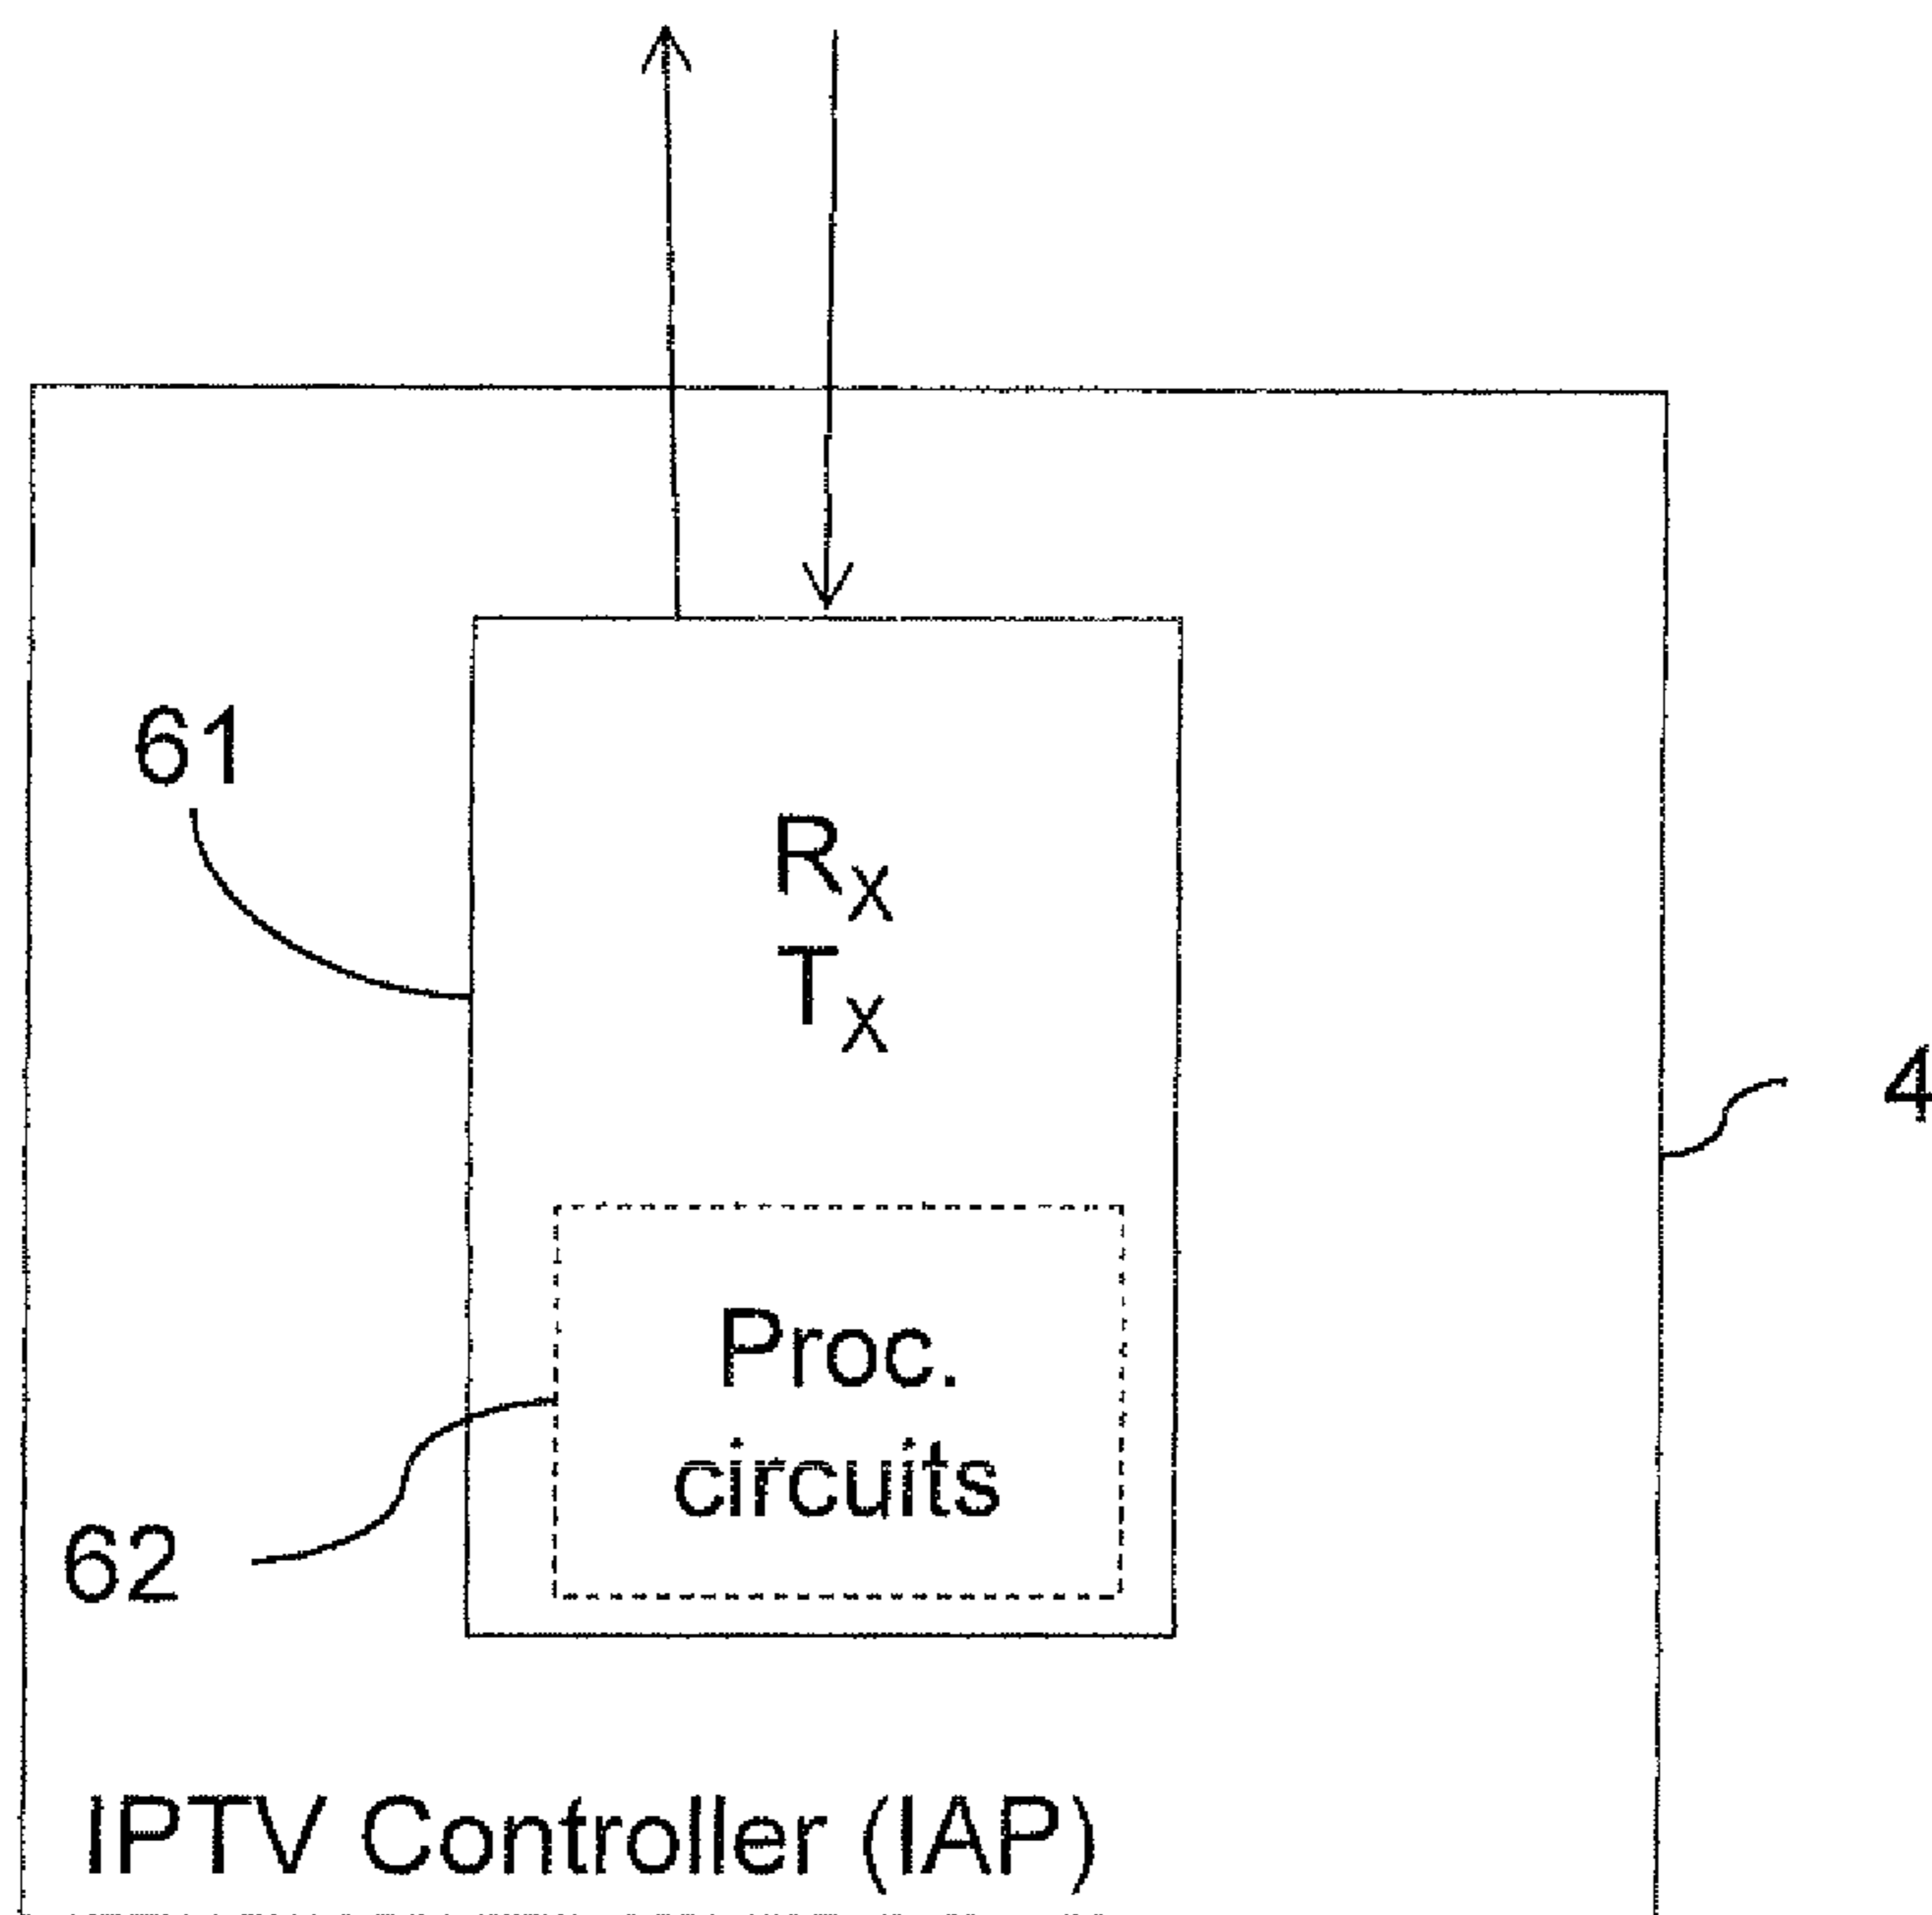 61
Rx
Tx
4
Proc.
circuits
62
IPTV Controller (IAP)